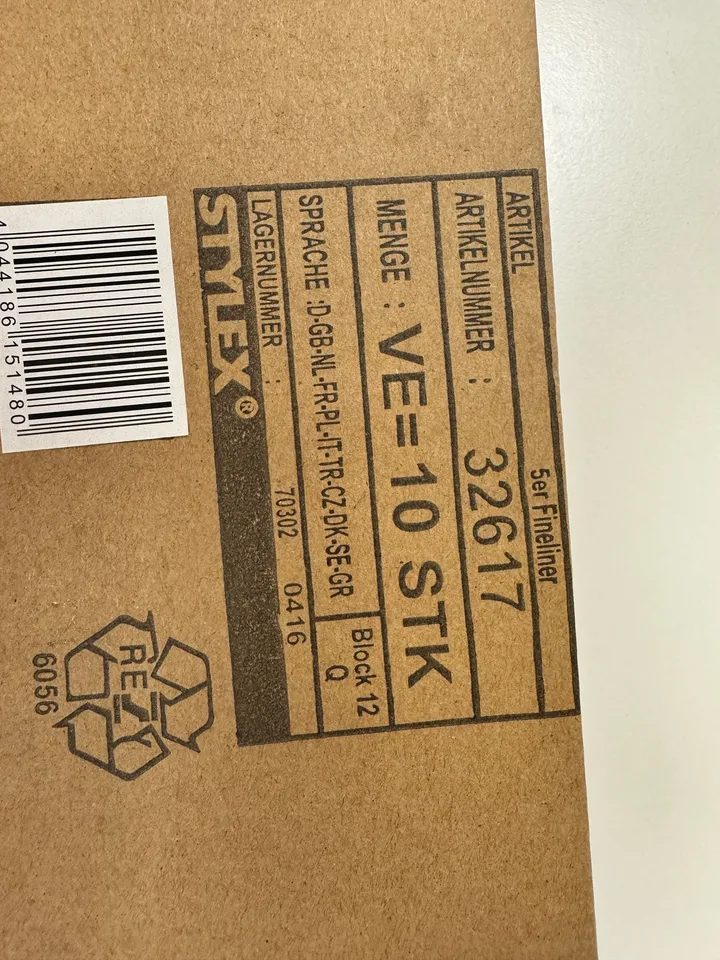 ARTIKEL 5er Fineliner
ARTIKELNUMMER : 32617
MENGE : VE= 10 STK
SPRACHE :D-GB-NL-FR-PL-IT-TR-CZ-DK-SE-GR
Block 12
Q
LAGERNUMMER : 70302 0416
STYLEX®
RESY
6056
4044186151480